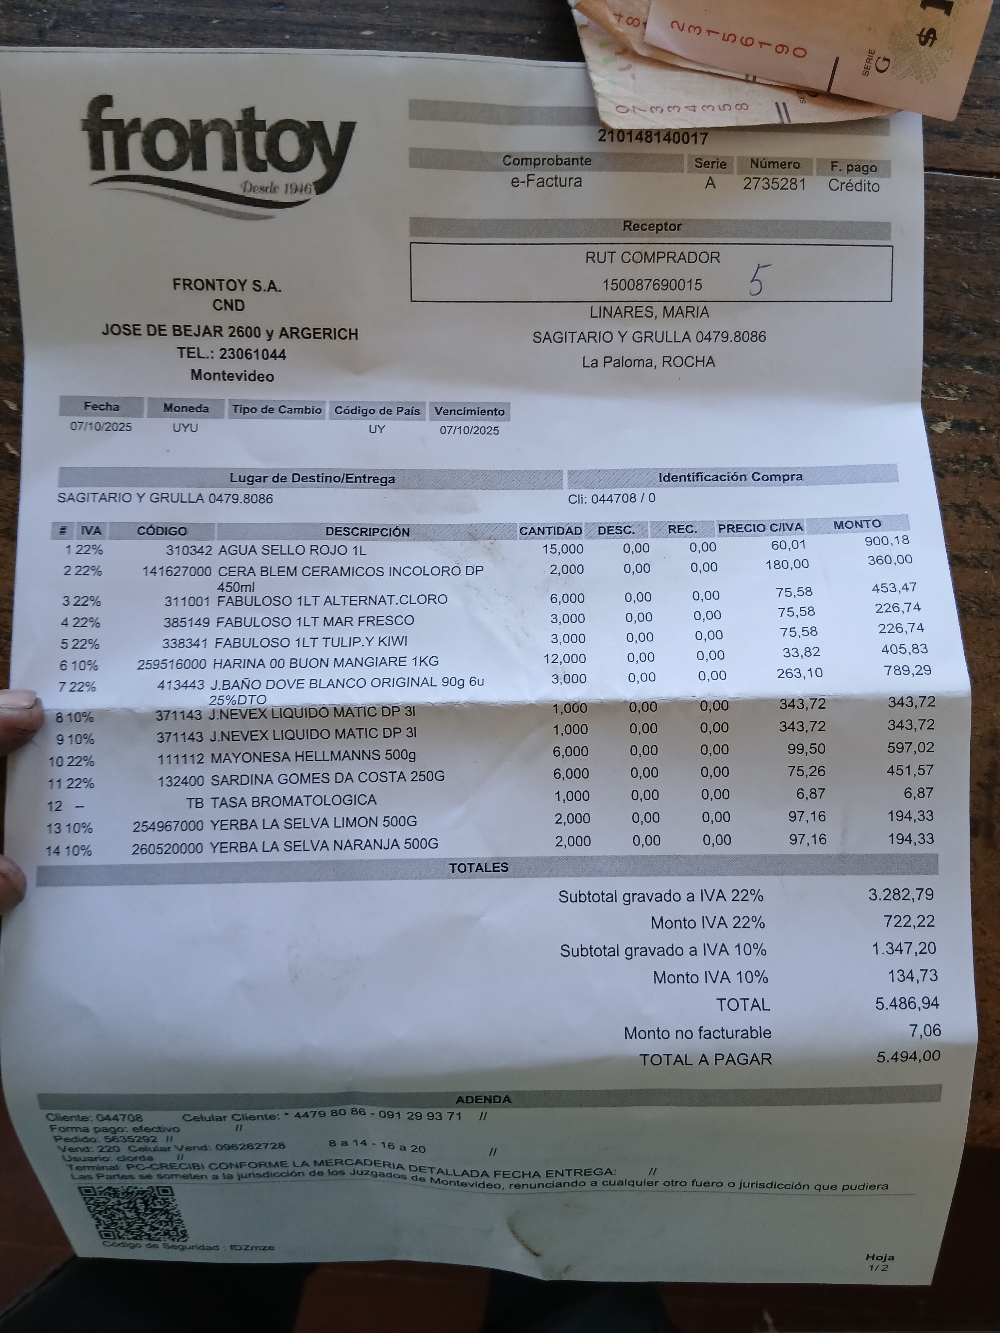 48
23156190
SERIE
G
$ 1
07334358
frontoy
Desde 1946
210148140017
Comprobante Serie Número F. pago
e-Factura A 2735281 Crédito
Receptor
RUT COMPRADOR
150087690015 5
LINARES, MARIA
SAGITARIO Y GRULLA 0479.8086
La Paloma, ROCHA
FRONTOY S.A.
CND
JOSE DE BEJAR 2600 y ARGERICH
TEL.: 23061044
Montevideo
Fecha Moneda Tipo de Cambio Código de País Vencimiento
07/10/2025 UYU UY 07/10/2025
Lugar de Destino/Entrega Identificación Compra
SAGITARIO Y GRULLA 0479.8086 Cli: 044708 / 0
# IVA CÓDIGO DESCRIPCIÓN CANTIDAD DESC. REC. PRECIO C/IVA MONTO
1 22% 310342 AGUA SELLO ROJO 1L 15,000 0,00 0,00 60,01 900,18
2 22% 141627000 CERA BLEM CERAMICOS INCOLORO DP 2,000 0,00 0,00 180,00 360,00
450ml
3 22% 311001 FABULOSO 1LT ALTERNAT.CLORO 6,000 0,00 0,00 75,58 453,47
4 22% 385149 FABULOSO 1LT MAR FRESCO 3,000 0,00 0,00 75,58 226,74
5 22% 338341 FABULOSO 1LT TULIP.Y KIWI 3,000 0,00 0,00 75,58 226,74
6 10% 259516000 HARINA 00 BUON MANGIARE 1KG 12,000 0,00 0,00 33,82 405,83
7 22% 413443 J.BAÑO DOVE BLANCO ORIGINAL 90g 6u 3,000 0,00 0,00 263,10 789,29
25%DTO
8 10% 371143 J.NEVEX LIQUIDO MATIC DP 3l 1,000 0,00 0,00 343,72 343,72
9 10% 371143 J.NEVEX LIQUIDO MATIC DP 3l 1,000 0,00 0,00 343,72 343,72
10 22% 111112 MAYONESA HELLMANNS 500g 6,000 0,00 0,00 99,50 597,02
11 22% 132400 SARDINA GOMES DA COSTA 250G 6,000 0,00 0,00 75,26 451,57
12 – TB TASA BROMATOLOGICA 1,000 0,00 0,00 6,87 6,87
13 10% 254967000 YERBA LA SELVA LIMON 500G 2,000 0,00 0,00 97,16 194,33
14 10% 260520000 YERBA LA SELVA NARANJA 500G 2,000 0,00 0,00 97,16 194,33
TOTALES
Subtotal gravado a IVA 22% 3.282,79
Monto IVA 22% 722,22
Subtotal gravado a IVA 10% 1.347,20
Monto IVA 10% 134,73
TOTAL 5.486,94
Monto no facturable 7,06
TOTAL A PAGAR 5.494,00
ADENDA
Cliente: 044708 Celular Cliente: * 4479 80 86 - 091 29 93 71 //
Forma pago: efectivo //
Pedido: 5635292 //
Vend: 220 Celular Vend: 096262728 8 a 14 - 16 a 20 //
Usuario: clorda //
Terminal: PC-CRECIBI CONFORME LA MERCADERIA DETALLADA FECHA ENTREGA: //
Las Partes se someten a la jurisdicción de los Juzgados de Montevideo, renunciando a cualquier otro fuero o jurisdicción que pudiera
Código de Seguridad : fDZmze
Hoja
1/2